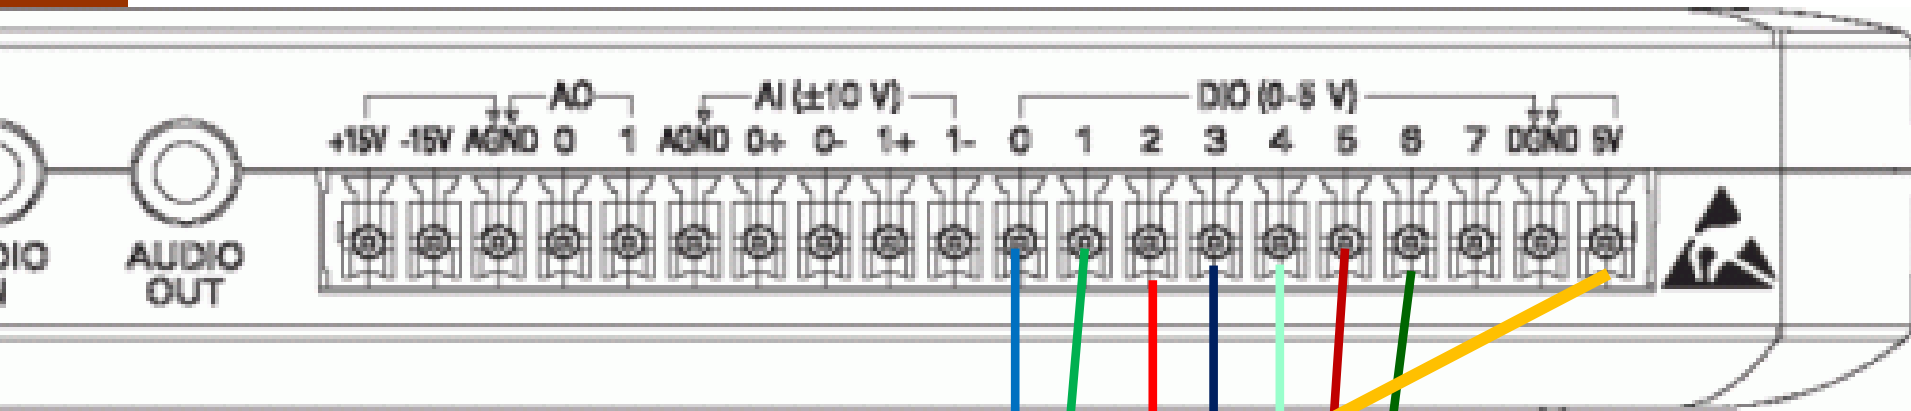 AO AI (±10 V) DIO (0-5 V)
+15V -15V AGND 0 1 AGND 0+ 0- 1+ 1- 0 1 2 3 4 5 6 7 DGND 5V
AUDIO
OUT